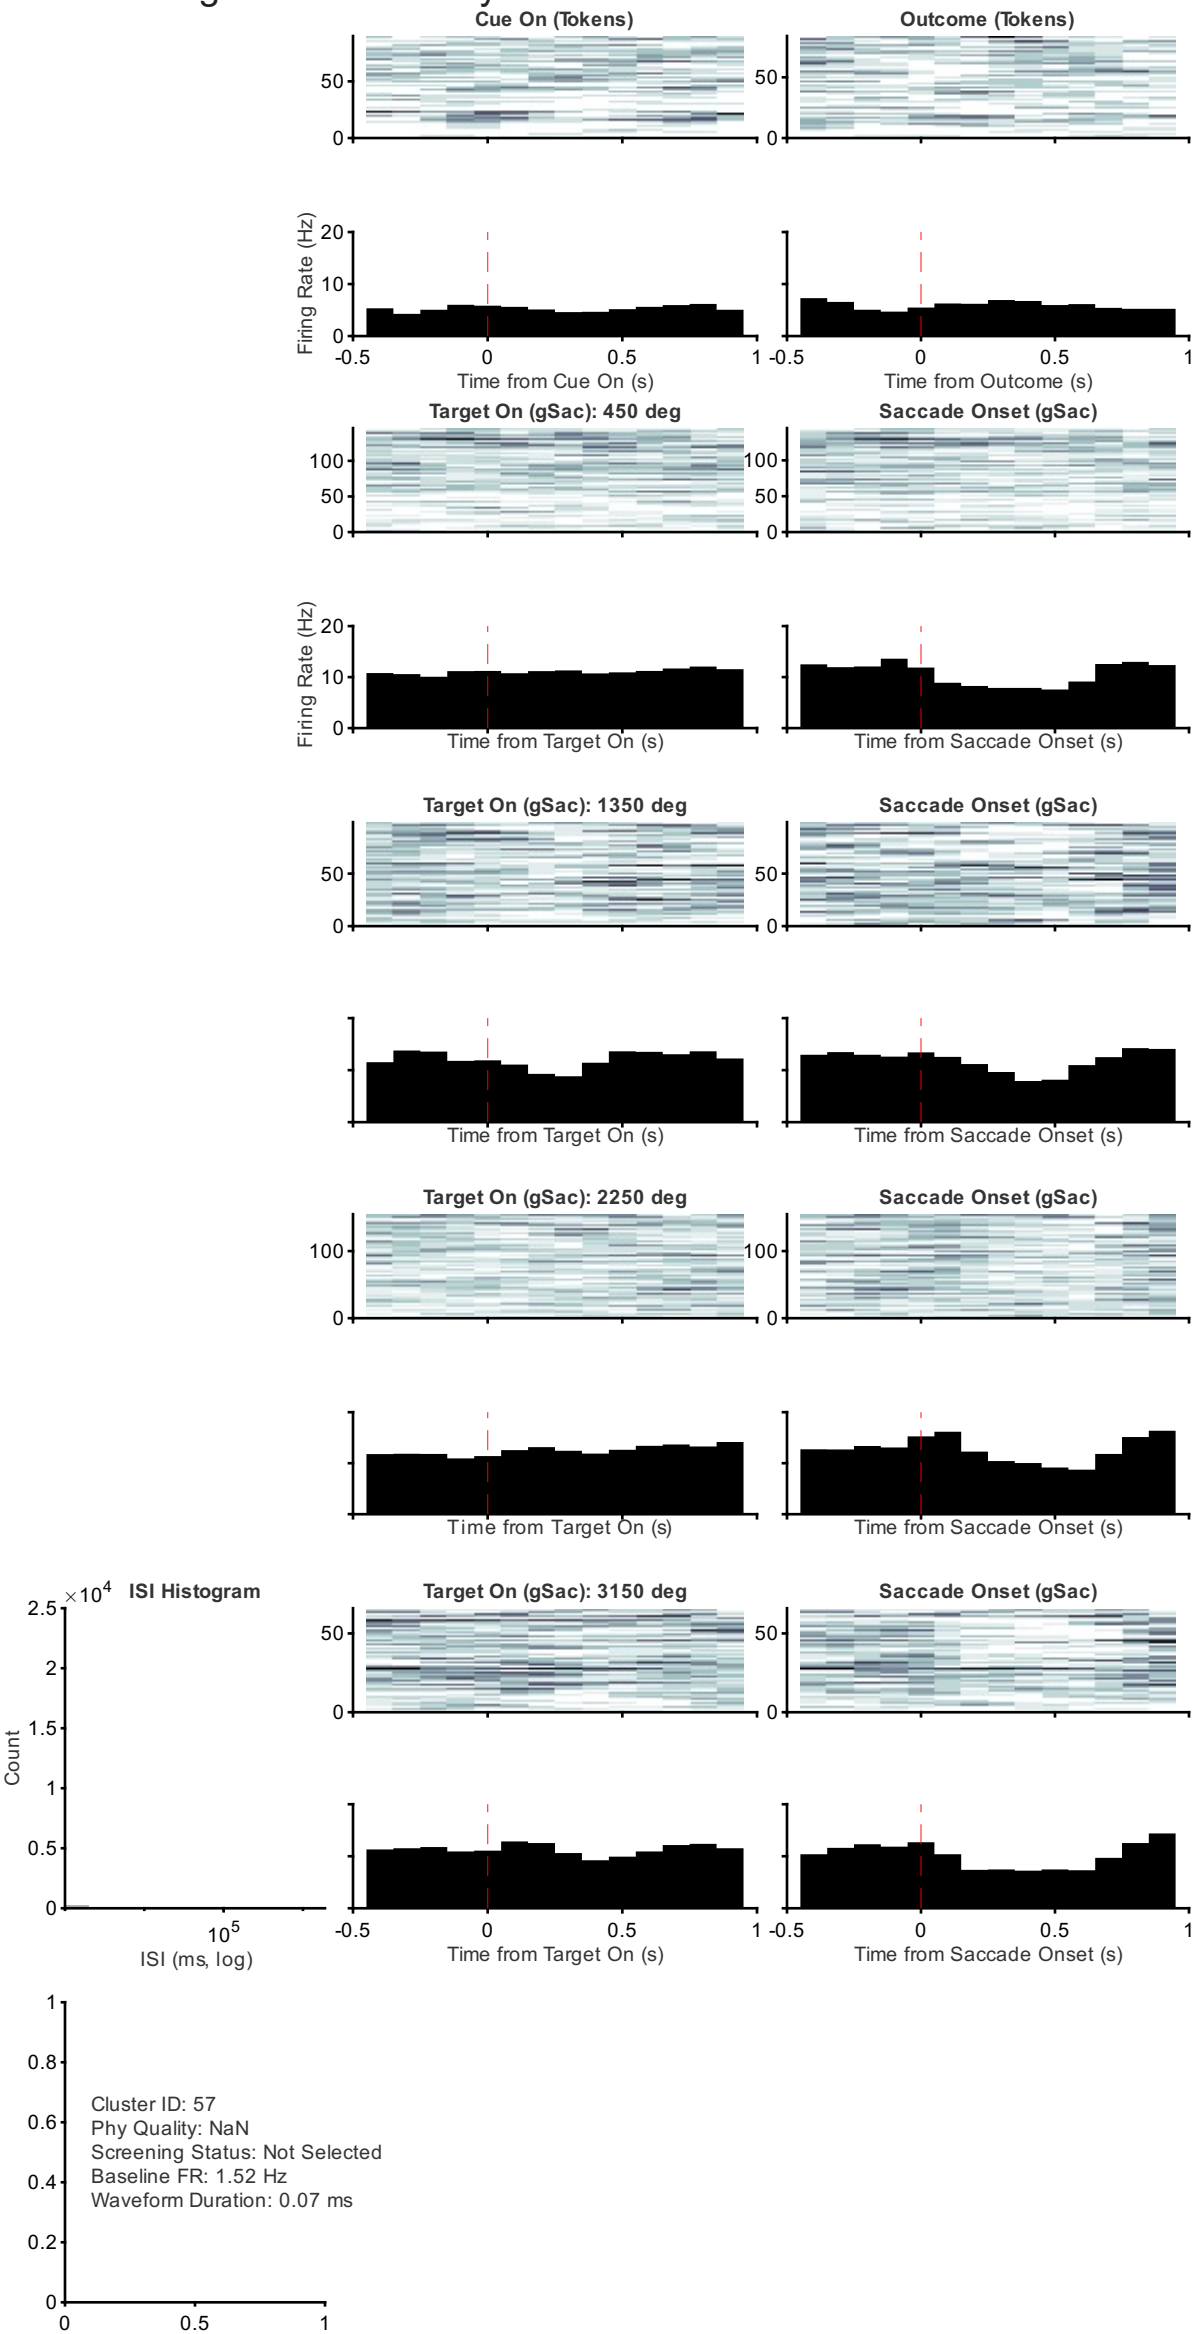 Cue On (Tokens)
Outcome (Tokens)
50
0
50
0
Firing Rate (Hz)
20
10
0
-0.5
0
0.5
1
-0.5
0
0.5
1
Time from Cue On (s)
Time from Outcome (s)
Target On (gSac): 450 deg
Saccade Onset (gSac)
100
50
0
100
50
0
Firing Rate (Hz)
20
10
0
Time from Target On (s)
Time from Saccade Onset (s)
Target On (gSac): 1350 deg
Saccade Onset (gSac)
50
0
50
0
Time from Target On (s)
Time from Saccade Onset (s)
Target On (gSac): 2250 deg
Saccade Onset (gSac)
100
0
100
0
Time from Target On (s)
Time from Saccade Onset (s)
×10^4
ISI Histogram
Target On (gSac): 3150 deg
Saccade Onset (gSac)
2.5
2
1.5
1
0.5
0
Count
10^5
ISI (ms, log)
50
0
50
0
-0.5
0
0.5
1
-0.5
0
0.5
1
Time from Target On (s)
Time from Saccade Onset (s)
1
0.8
0.6
0.4
0.2
0
Cluster ID: 57
Phy Quality: NaN
Screening Status: Not Selected
Baseline FR: 1.52 Hz
Waveform Duration: 0.07 ms
0
0.5
1